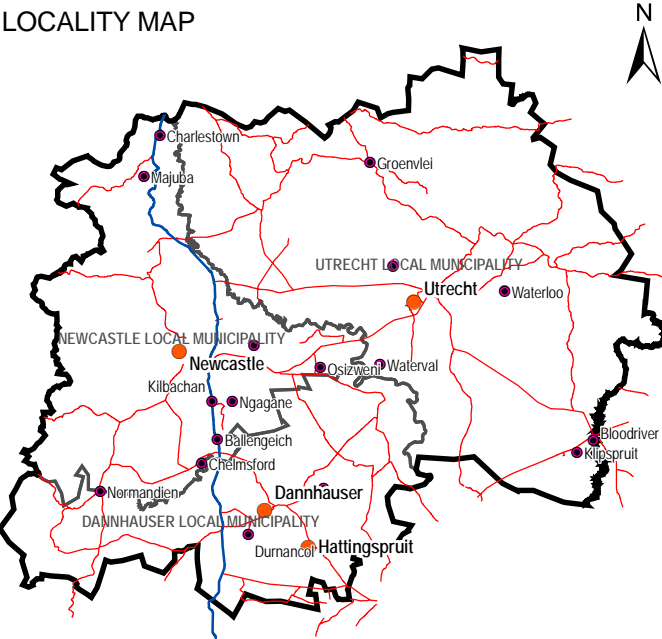 LOCALITY MAP
N
Charlestown
Groenvlei
Majuba
UTRECHT LOCAL MUNICIPALITY
Utrecht
Waterloo
NEWCASTLE LOCAL MUNICIPALITY
Newcastle
Osizweni
Waterval
Kilbachan
Ngagane
Bloodriver
Ballengeich
Klipspruit
Chelmsford
Normandien
Dannhauser
DANNHAUSER LOCAL MUNICIPALITY
Durnancol
Hattingspruit